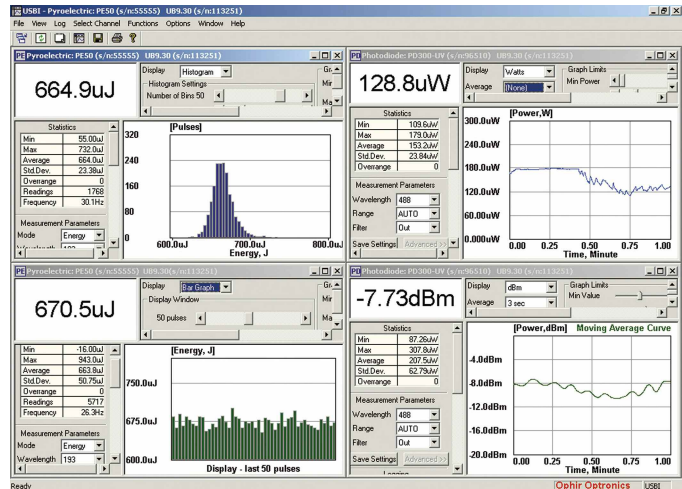 USBI - Pyroelectric: PE50 (s/n:55555) UB9.30 (s/n:113251)
File View Log Select Channel Functions Options Window Help
PE Pyroelectric: PE50 (s/n:55555) UB9.30 (s/n:113251)
664.9uJ
Display Histogram
Histogram Settings
Number of Bins 50
Statistics
Min 55.00uJ
Max 732.0uJ
Average 664.0uJ
Std.Dev. 23.38uJ
Overrange 0
Readings 1768
Frequency 30.1Hz
Measurement Parameters
Mode Energy
[Pulses]
320
240
160
80
0
600.0uJ 700.0uJ 800.0uJ
Energy, J
PD Photodiode: PD300-UV (s/n:96510) UB9.30 (s/n:113251)
128.8uW
Display Watts
Average (None)
Graph Limits
Min Power
Statistics
Min 109.6uW
Max 179.0uW
Average 153.2uW
Std.Dev. 23.84uW
Overrange 0
Measurement Parameters
Wavelength 488
Range AUTO
Filter Out
Save Settings Advanced >>
[Power,W]
300.0uW
240.0uW
180.0uW
120.0uW
60.00uW
0.000uW
0.00 0.25 0.50 0.75 1.00
Time, Minute
PE Pyroelectric: PE50 (s/n:55555) UB9.30 (s/n:113251)
670.5uJ
Display Bar Graph
Display Window
50 pulses
Min -16.00uJ
Max 943.0uJ
Average 663.8uJ
Std.Dev. 50.75uJ
Overrange 0
Readings 5717
Frequency 26.3Hz
Measurement Parameters
Mode Energy
Wavelength 193
[Energy, J]
750.0uJ
675.0uJ
600.0uJ
Display - last 50 pulses
PD Photodiode: PD300-UV (s/n:96510) UB9.30 (s/n:113251)
-7.73dBm
Display dBm
Average 3 sec
Graph Limits
Min Value
Statistics
Min 87.26uW
Max 307.8uW
Average 207.5uW
Std.Dev. 62.79uW
Overrange 0
Measurement Parameters
Wavelength 488
Range AUTO
Filter Out
Save Settings Advanced >>
[Power,dBm] Moving Average Curve
-4.0dBm
-8.0dBm
-12.0dBm
-16.0dBm
-20.0dBm
0.00 0.25 0.50 0.75 1.00
Time, Minute
Ready
Ophir Optronics USBI